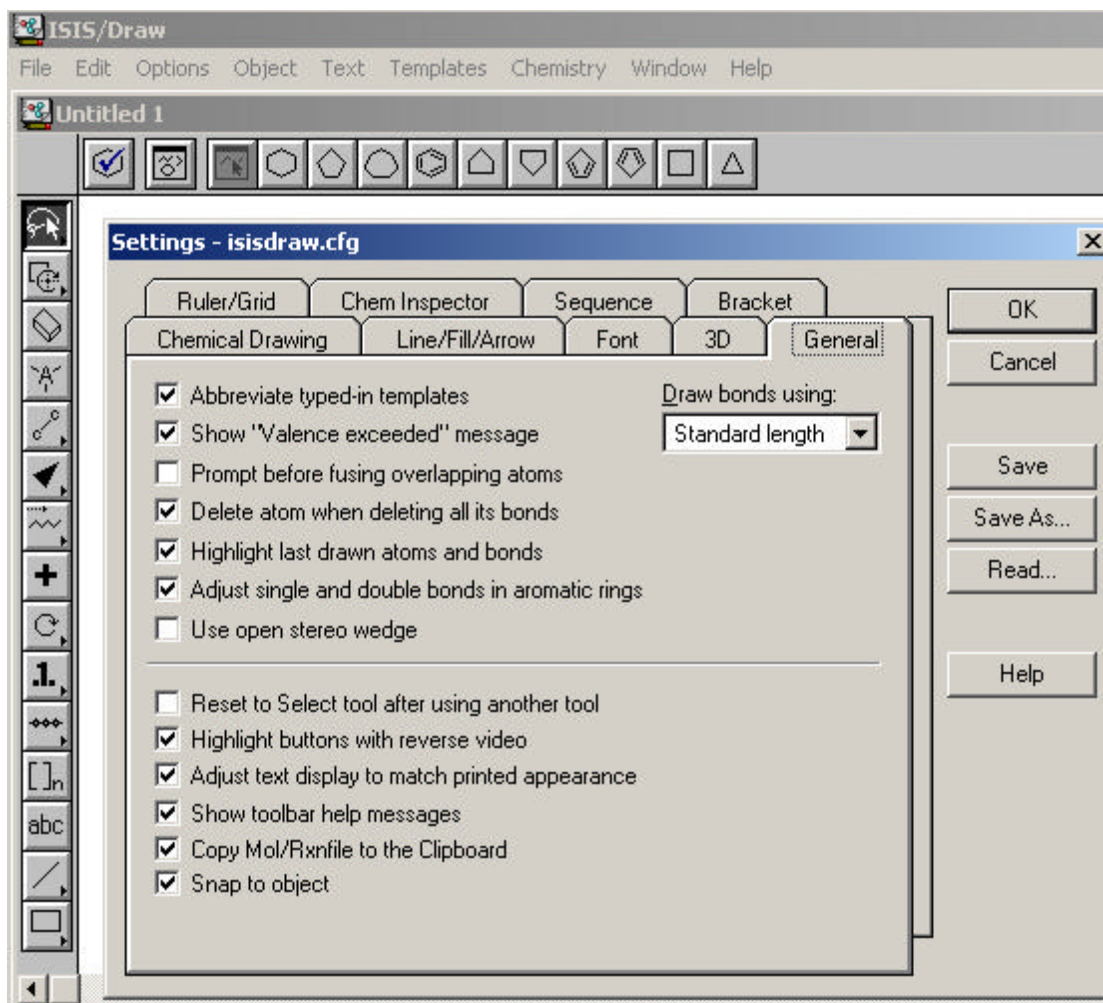 ISIS/Draw
File Edit Options Object Text Templates Chemistry Window Help
Untitled 1
Settings - isisdraw.cfg
Ruler/Grid Chem Inspector Sequence Bracket
Chemical Drawing Line/Fill/Arrow Font 3D General
Abbreviate typed-in templates
Show "Valence exceeded" message
Prompt before fusing overlapping atoms
Delete atom when deleting all its bonds
Highlight last drawn atoms and bonds
Adjust single and double bonds in aromatic rings
Use open stereo wedge
Draw bonds using:
Standard length
Reset to Select tool after using another tool
Highlight buttons with reverse video
Adjust text display to match printed appearance
Show toolbar help messages
Copy Mol/Rxnfile to the Clipboard
Snap to object
OK
Cancel
Save
Save As...
Read...
Help
A
.1.
[ ]n
abc